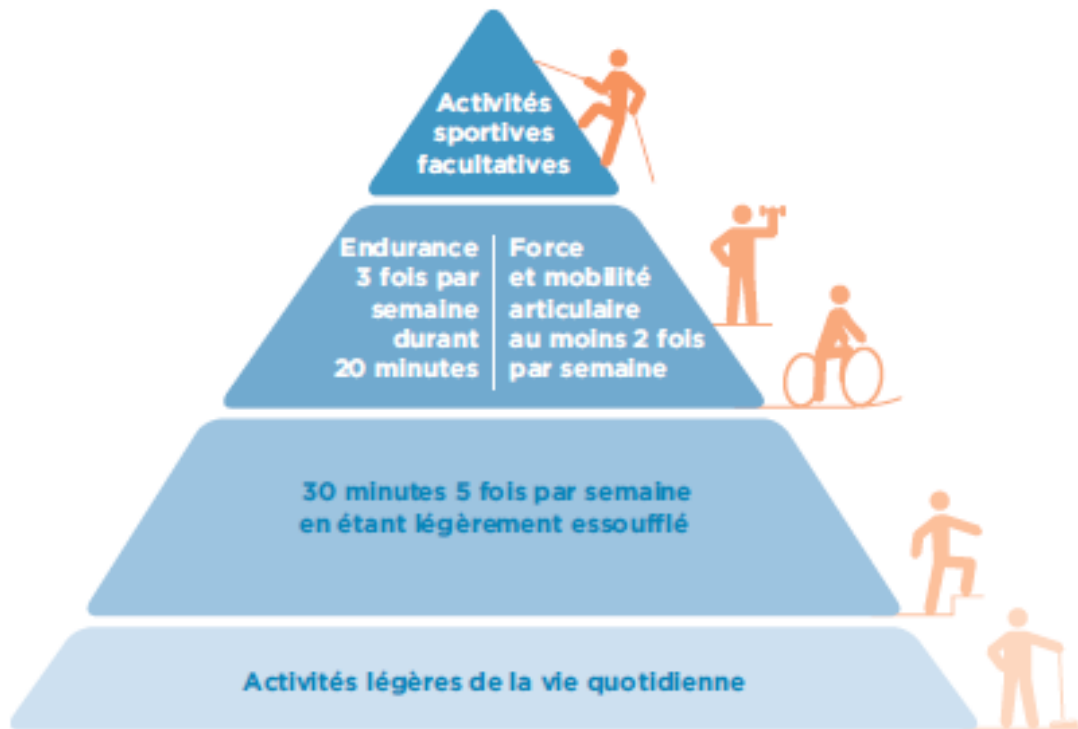 Activités
sportives
facultatives
Endurance
3 fois par
semaine
durant
20 minutes
Force
et mobilité
articulaire
au moins 2 fois
par semaine
30 minutes 5 fois par semaine
en étant légèrement essoufflé
Activités légères de la vie quotidienne